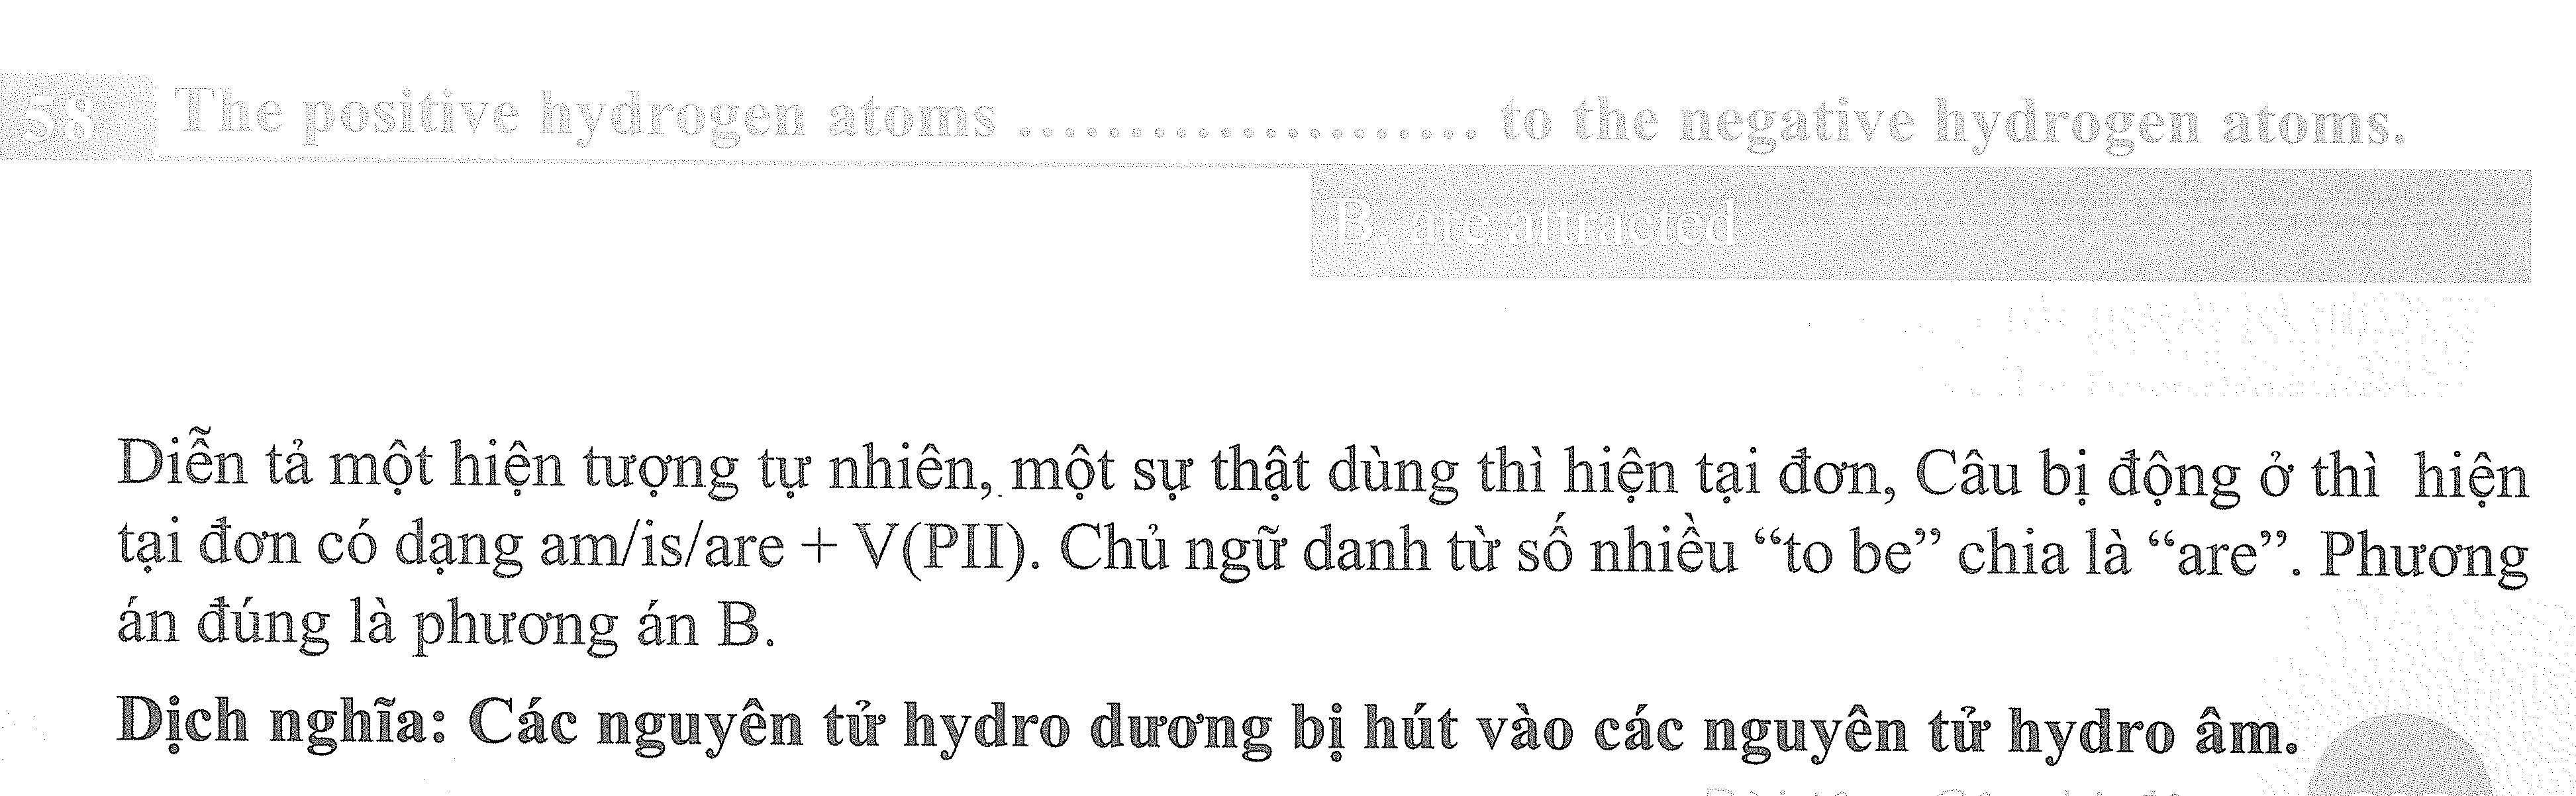 58 The positive hydrogen atoms ..................... to the negative hydrogen atoms.
B. are attracted
Diễn tả một hiện tượng tự nhiên, một sự thật dùng thì hiện tại đơn, Câu bị động ở thì hiện
tại đơn có dạng am/is/are + V(PII). Chủ ngữ danh từ số nhiều “to be” chia là “are”. Phương
án đúng là phương án B.
Dịch nghĩa: Các nguyên tử hydro dương bị hút vào các nguyên tử hydro âm.